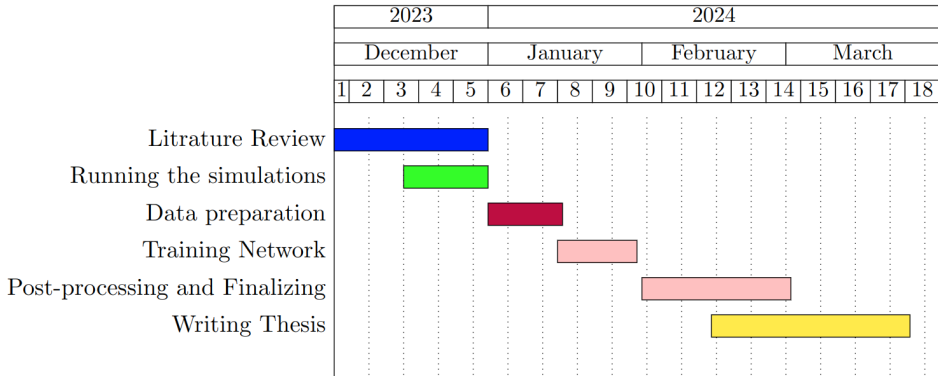 2023 2024
December January February March
1 2 3 4 5 6 7 8 9 10 11 12 13 14 15 16 17 18
Litrature Review
Running the simulations
Data preparation
Training Network
Post-processing and Finalizing
Writing Thesis